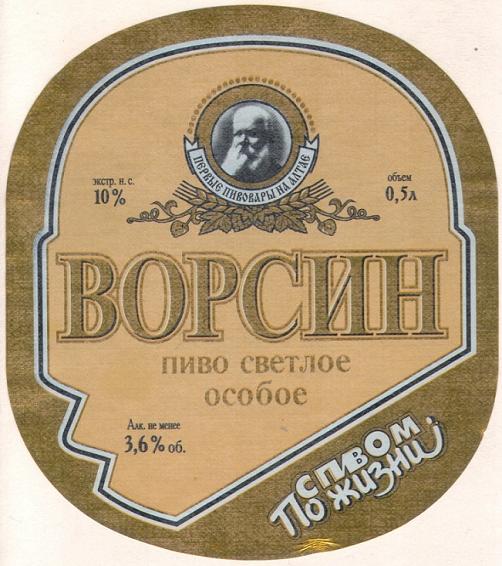 ПЕРВЫЕ ПИВОВАРЫ НА АЛТАЕ
экстр. н. с.
10%
объем
0,5л
ВОРСИН
пиво светлое
особое
Алк. не менее
3,6% об.
С ПИВОМ
ПО ЖИЗНИ